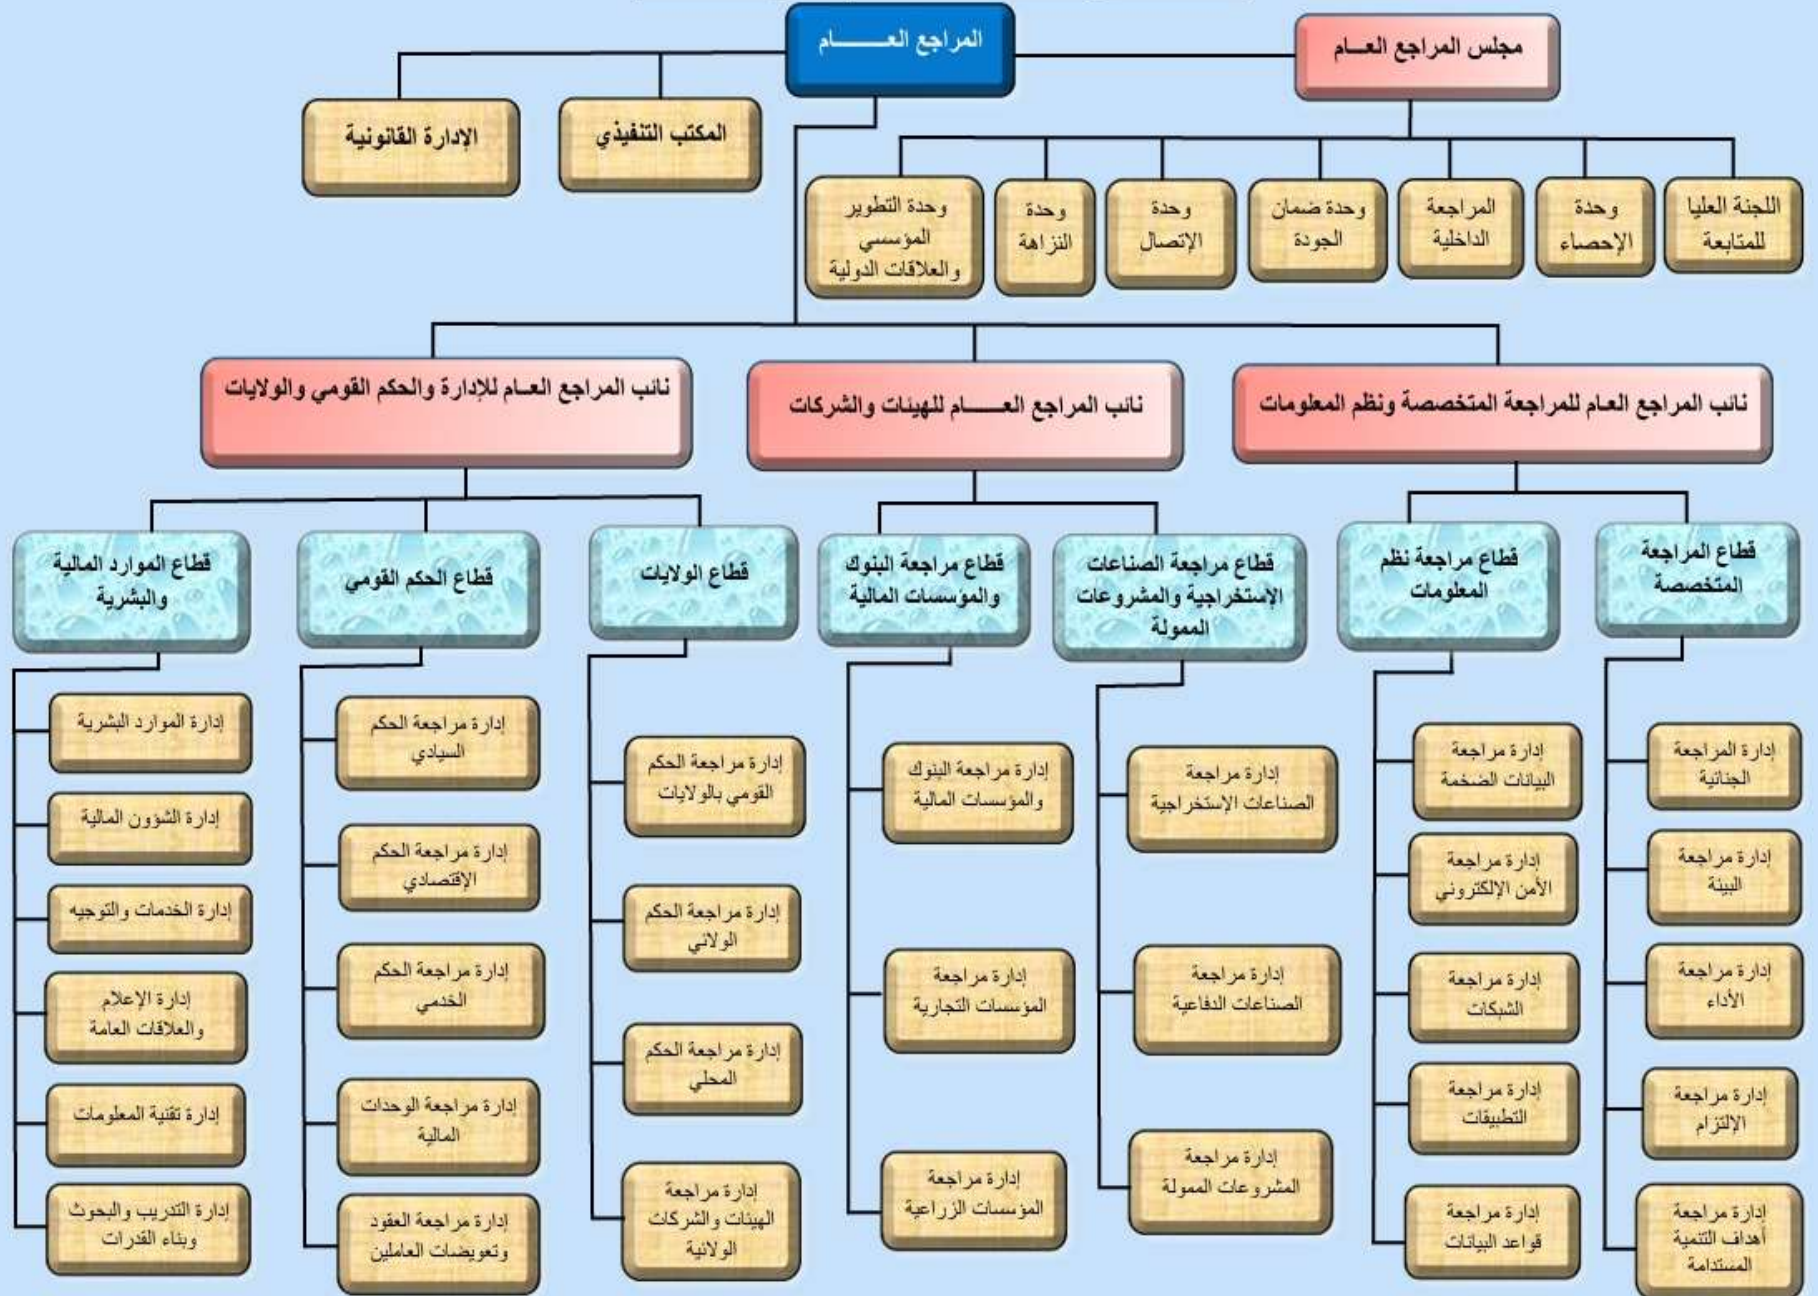 المراجع العـــــــــام
مجلس المراجع العــام
المكتب التنفيذي
الإدارة القانونية
اللجنة العليا
للمتابعة
وحدة
الإحصاء
المراجعة
الداخلية
وحدة ضمان
الجودة
وحدة
الإتصال
وحدة
النزاهة
وحدة التطوير
المؤسسي
والعلاقات الدولية
نائب المراجع العام للمراجعة المتخصصة ونظم المعلومات
نائب المراجع العـــــــام للهيئات والشركات
نائب المراجع العــام للإدارة والحكم القومي والولايات
قطاع المراجعة
المتخصصة
قطاع مراجعة نظم
المعلومات
قطاع مراجعة الصناعات
الإستخراجية والمشروعات
الممولة
قطاع مراجعة البنوك
والمؤسسات المالية
قطاع الولايات
قطاع الحكم القومي
قطاع الموارد المالية
والبشرية
إدارة المراجعة
الجنائية
إدارة مراجعة
البيئة
إدارة مراجعة
الأداء
إدارة مراجعة
الإلتزام
إدارة مراجعة
أهداف التنمية
المستدامة
إدارة مراجعة
البيانات الضخمة
إدارة مراجعة
الأمن الإلكتروني
إدارة مراجعة
الشبكات
إدارة مراجعة
التطبيقات
إدارة مراجعة
قواعد البيانات
إدارة مراجعة
الصناعات الإستخراجية
إدارة مراجعة
الصناعات الدفاعية
إدارة مراجعة
المشروعات الممولة
إدارة مراجعة البنوك
والمؤسسات المالية
إدارة مراجعة
المؤسسات التجارية
إدارة مراجعة
المؤسسات الزراعية
إدارة مراجعة الحكم
القومي بالولايات
إدارة مراجعة الحكم
الولائي
إدارة مراجعة الحكم
المحلي
إدارة مراجعة
الهيئات والشركات
الولائية
إدارة مراجعة الحكم
السيادي
إدارة مراجعة الحكم
الإقتصادي
إدارة مراجعة الحكم
الخدمي
إدارة مراجعة الوحدات
المالية
إدارة مراجعة العقود
وتعويضات العاملين
إدارة الموارد البشرية
إدارة الشؤون المالية
إدارة الخدمات والتوجيه
إدارة الإعلام
والعلاقات العامة
إدارة تقنية المعلومات
إدارة التدريب والبحوث
وبناء القدرات